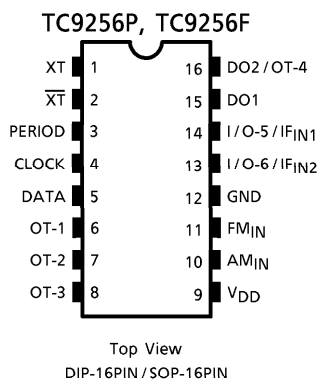 TC9256P, TC9256F
XT 1 16 DO2/OT-4
X̅T̅ 2 15 DO1
PERIOD 3 14 I/O-5/IFIN1
CLOCK 4 13 I/O-6/IFIN2
DATA 5 12 GND
OT-1 6 11 FMIN
OT-2 7 10 AMIN
OT-3 8 9 VDD
Top View
DIP-16PIN/SOP-16PIN